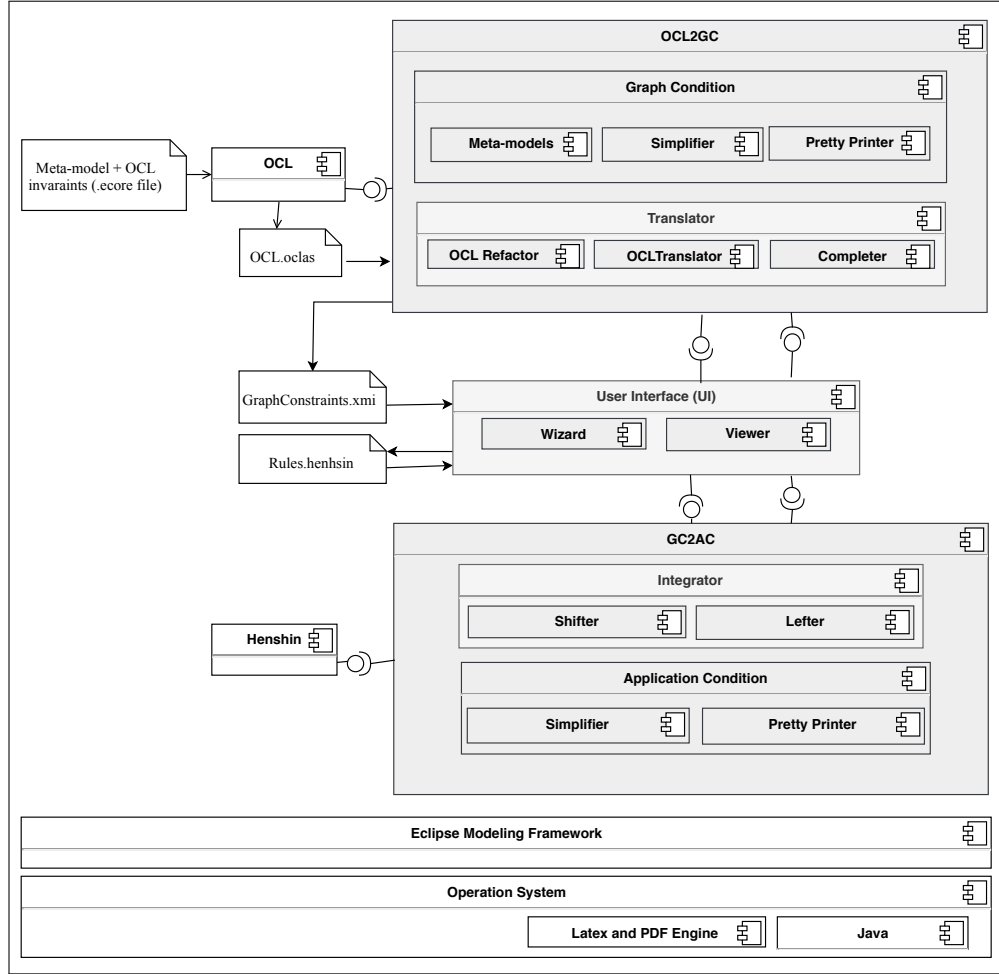 OCL2GC
Graph Condition
Meta-models
Simplifier
Pretty Printer
Meta-model + OCL
invaraints (.ecore file)
OCL
Translator
OCL Refactor
OCLTranslator
Completer
OCL.oclas
GraphConstraints.xmi
User Interface (UI)
Wizard
Viewer
Rules.henhsin
GC2AC
Integrator
Shifter
Lefter
Henshin
Application Condition
Simplifier
Pretty Printer
Eclipse Modeling Framework
Operation System
Latex and PDF Engine
Java